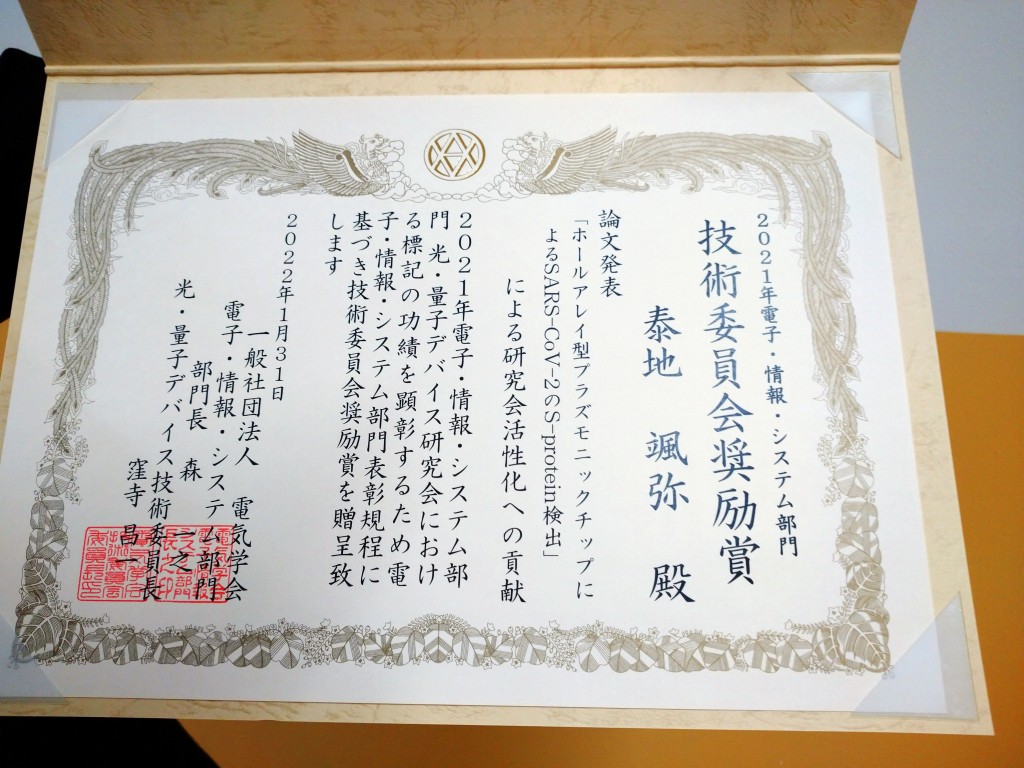 2021年電子・情報・システム部門
技術委員会奨励賞
泰地 颯弥 殿
論文発表
「ホールアレイ型プラズモニックチップに
よるSARS-CoV-2のS-protein検出」
による研究会活性化への貢献
2021年電子・情報・システム部
門 光・量子デバイス研究会におけ
る標記の功績を顕彰するため電
子・情報・システム部門表彰規程に
基づき技術委員会奨励賞を贈呈致
します
2022年1月31日
一般社団法人 電気学会
電子・情報・システム部門
部門長 森 一之
光・量子デバイス技術委員長
窪寺 昌一